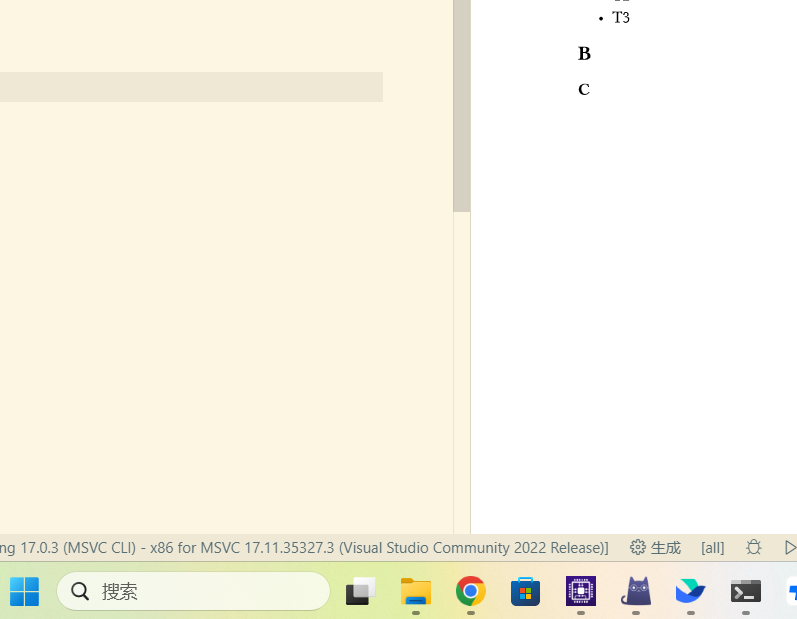 T3
B
C
ng 17.0.3 (MSVC CLI) - x86 for MSVC 17.11.35327.3 (Visual Studio Community 2022 Release)] 生成 [all]
搜索